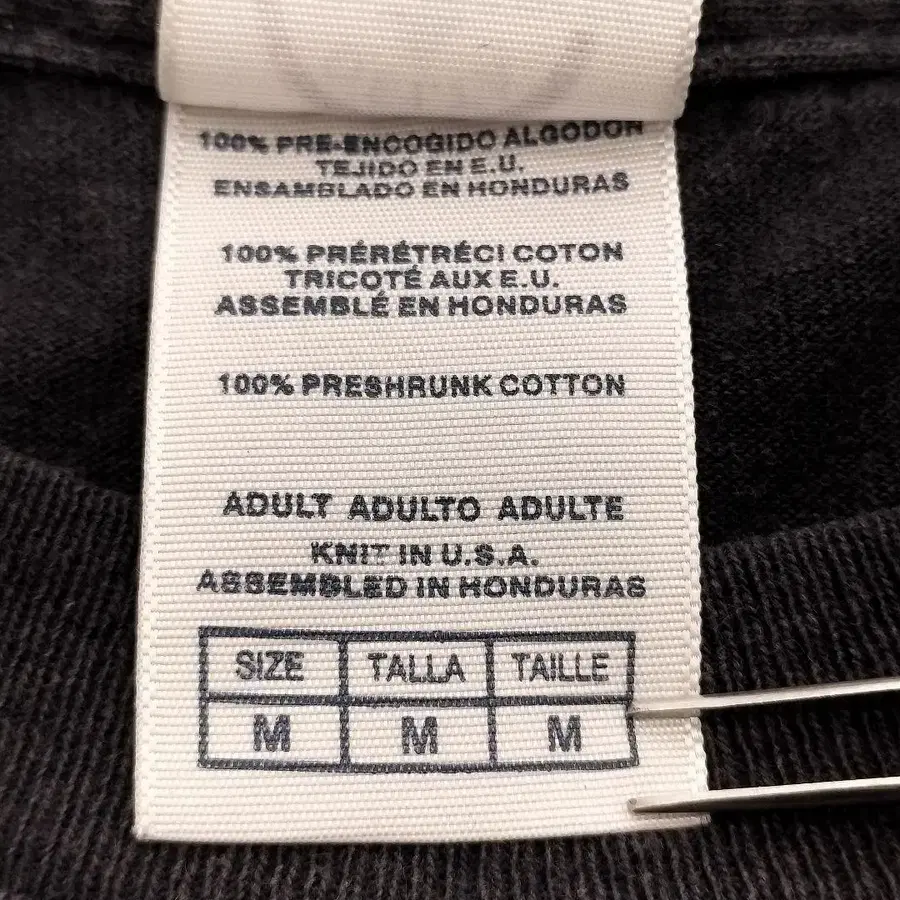 100% PRE-ENCOGIDO ALGODON
TEJIDO EN E.U.
ENSAMBLADO EN HONDURAS
100% PRÉRÉTRÉCI COTON
TRICOTÉ AUX E.U.
ASSEMBLÉ EN HONDURAS
100% PRESHRUNK COTTON
ADULT ADULTO ADULTE
KNIT IN U.S.A.
ASSEMBLED IN HONDURAS
SIZE TALLA TAILLE
M M M